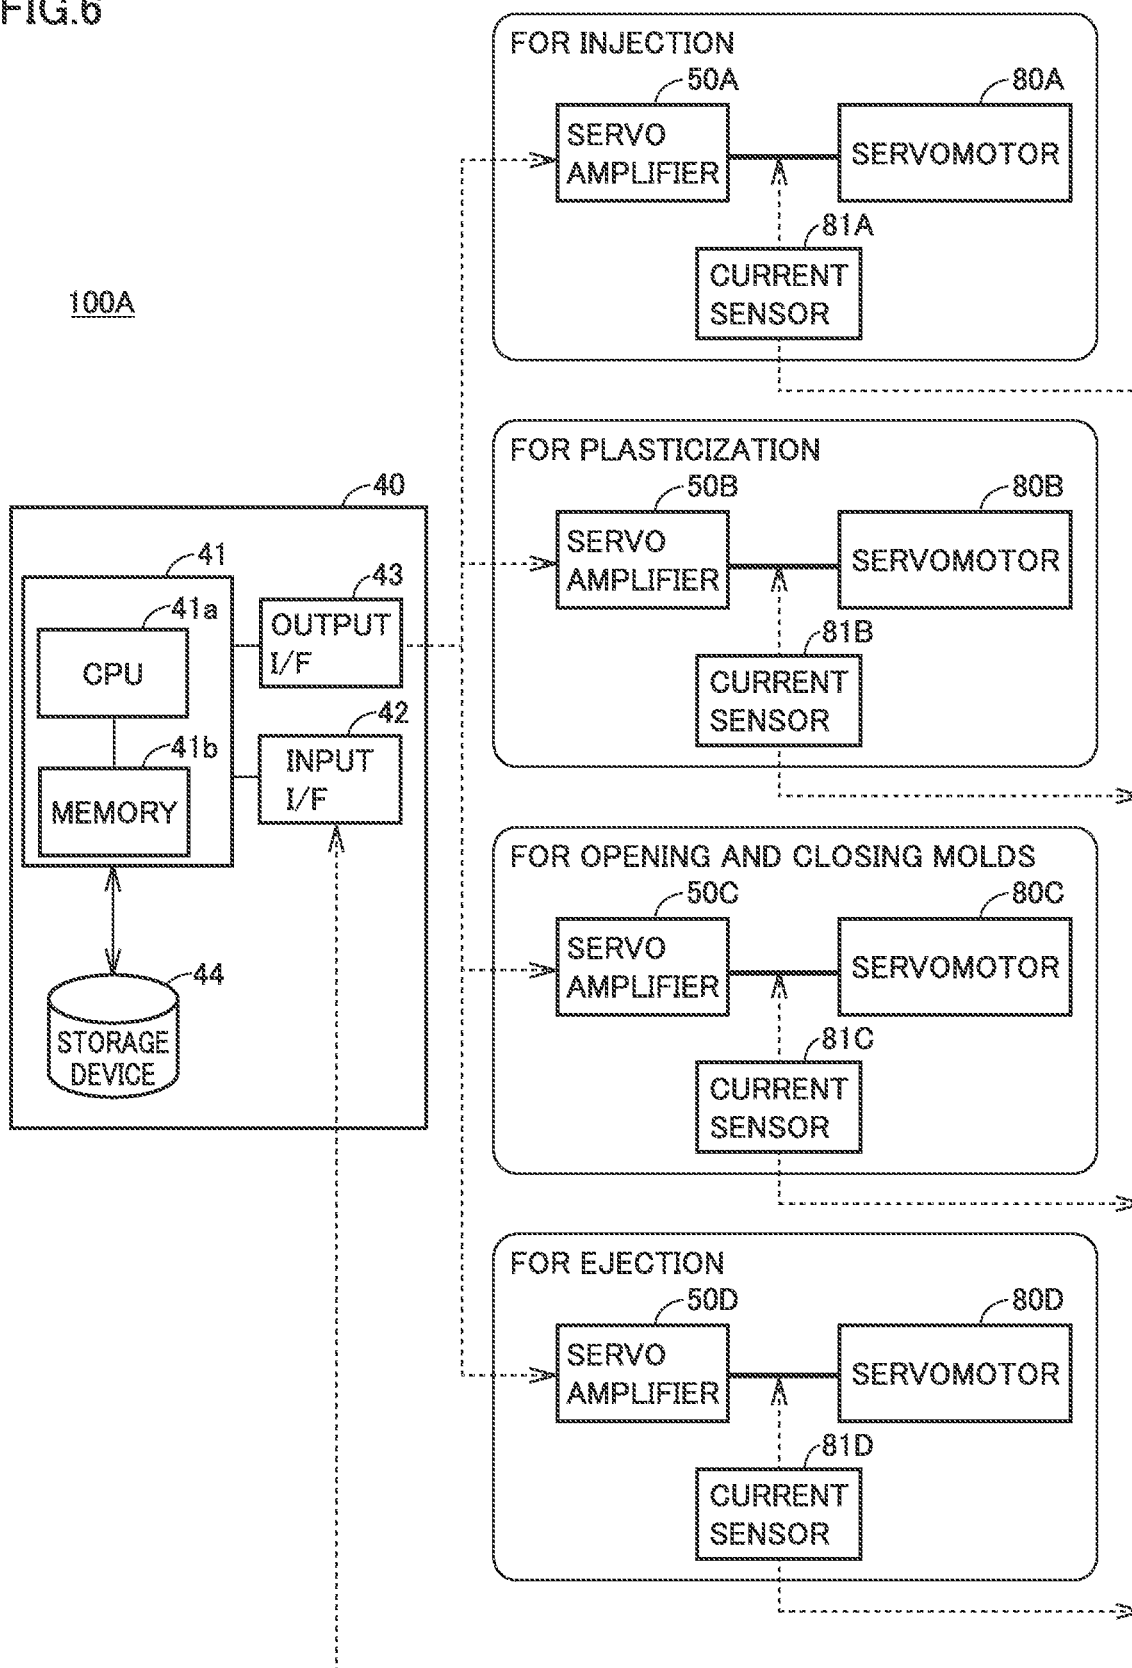 FIG.6
100A
FOR INJECTION
50A
80A
SERVO
AMPLIFIER
SERVOMOTOR
81A
CURRENT
SENSOR
FOR PLASTICIZATION
50B
80B
SERVO
AMPLIFIER
SERVOMOTOR
81B
CURRENT
SENSOR
40
41
43
41a
OUTPUT
I/F
CPU
42
41b
INPUT
I/F
MEMORY
44
STORAGE
DEVICE
FOR OPENING AND CLOSING MOLDS
50C
80C
SERVO
AMPLIFIER
SERVOMOTOR
81C
CURRENT
SENSOR
FOR EJECTION
50D
80D
SERVO
AMPLIFIER
SERVOMOTOR
81D
CURRENT
SENSOR